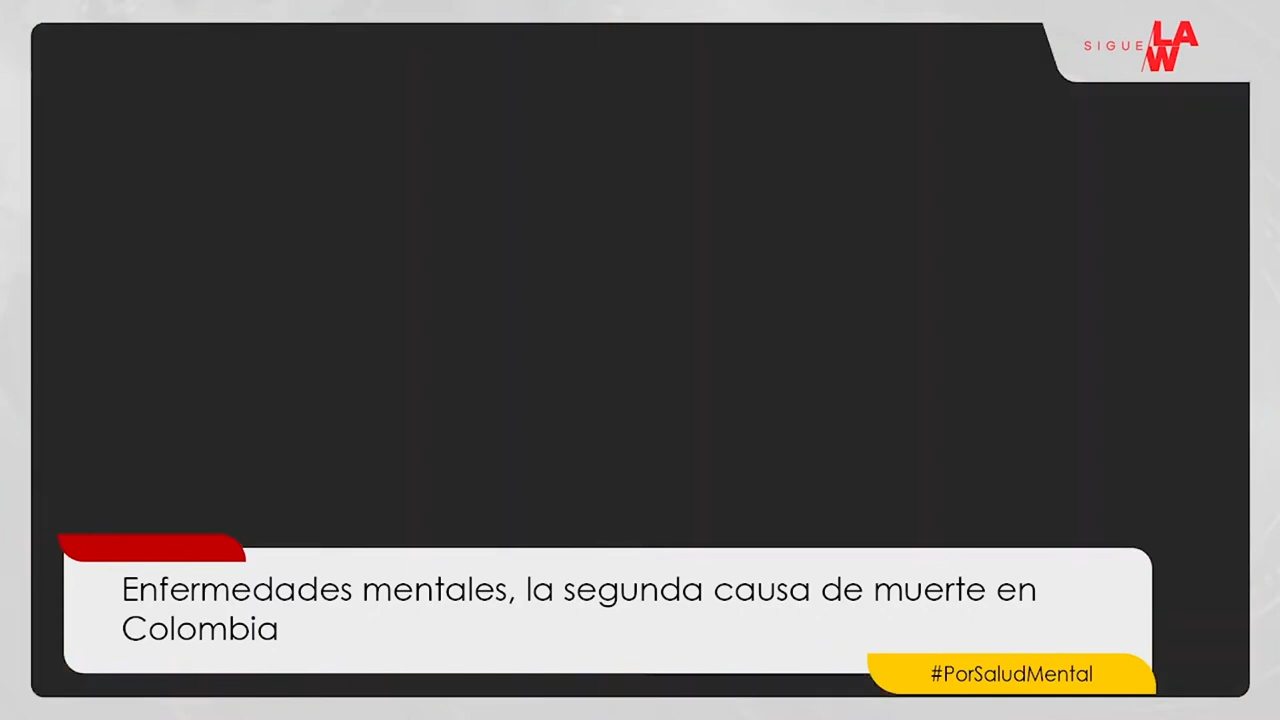 SIGUE LA
W
Enfermedades mentales, la segunda causa de muerte en
Colombia
#PorSaludMental